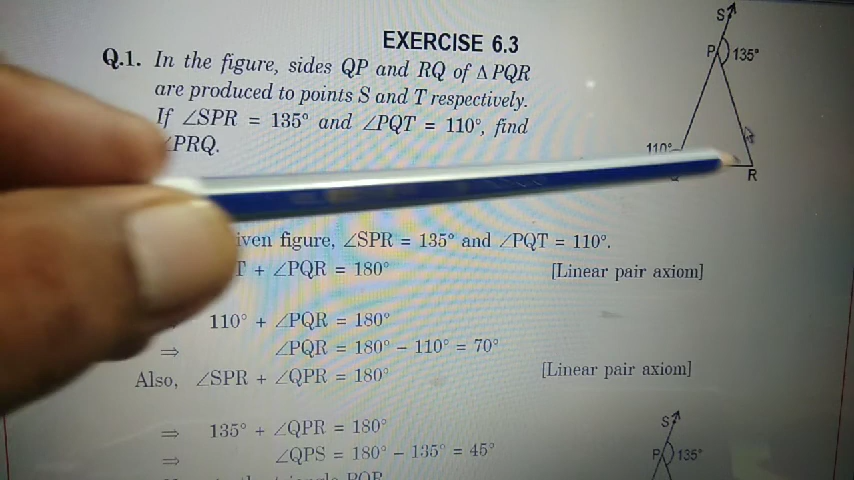 EXERCISE 6.3
Q.1. In the figure, sides QP and RQ of Δ PQR
are produced to points S and T respectively.
If ∠SPR = 135° and ∠PQT = 110°, find
∠PRQ.
S
P 135°
110°
R
iven figure, ∠SPR = 135° and ∠PQT = 110°.
T + ∠PQR = 180° [Linear pair axiom]
110° + ∠PQR = 180°
⇒ ∠PQR = 180° − 110° = 70°
Also, ∠SPR + ∠QPR = 180° [Linear pair axiom]
⇒ 135° + ∠QPR = 180°
⇒ ∠QPS = 180° − 135° = 45°
S
P 135°
PQR